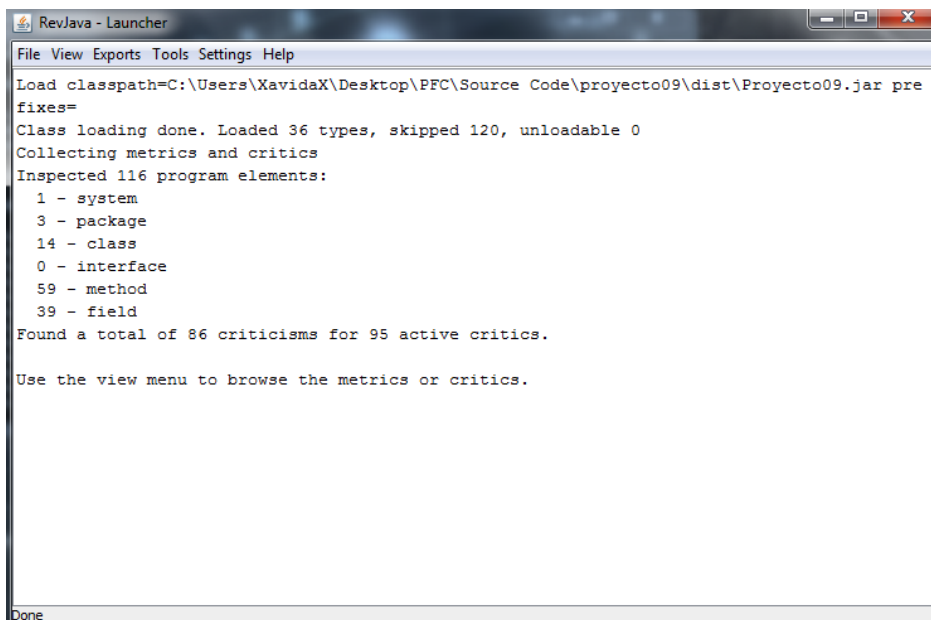 RevJava - Launcher
File View Exports Tools Settings Help
Load classpath=C:\Users\XavidaX\Desktop\PFC\Source Code\proyecto09\dist\Proyecto09.jar pre
fixes=
Class loading done. Loaded 36 types, skipped 120, unloadable 0
Collecting metrics and critics
Inspected 116 program elements:
1 - system
3 - package
14 - class
0 - interface
59 - method
39 - field
Found a total of 86 criticisms for 95 active critics.
Use the view menu to browse the metrics or critics.
Done